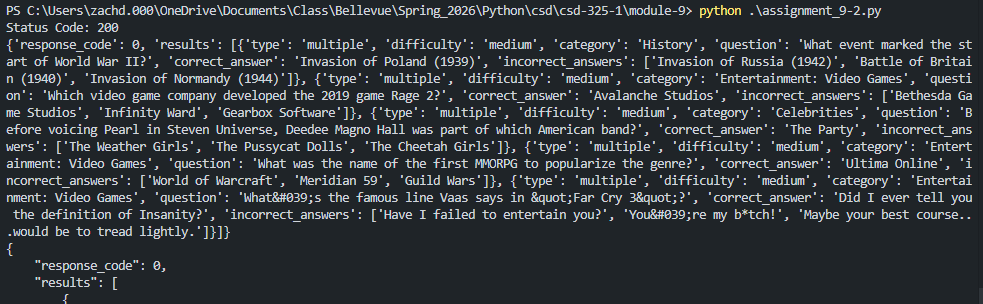 PS C:\Users\zachd.000\OneDrive\Documents\Class\Bellevue\Spring_2026\Python\csd\csd-325-1\module-9> python .\assignment_9-2.py
Status Code: 200
{'response_code': 0, 'results': [{'type': 'multiple', 'difficulty': 'medium', 'category': 'History', 'question': 'What event marked the st
art of World War II?', 'correct_answer': 'Invasion of Poland (1939)', 'incorrect_answers': ['Invasion of Russia (1942)', 'Battle of Britai
n (1940)', 'Invasion of Normandy (1944)']}, {'type': 'multiple', 'difficulty': 'medium', 'category': 'Entertainment: Video Games', 'questi
on': 'Which video game company developed the 2019 game Rage 2?', 'correct_answer': 'Avalanche Studios', 'incorrect_answers': ['Bethesda Ga
me Studios', 'Infinity Ward', 'Gearbox Software']}, {'type': 'multiple', 'difficulty': 'medium', 'category': 'Celebrities', 'question': 'B
efore voicing Pearl in Steven Universe, Deedee Magno Hall was part of which American band?', 'correct_answer': 'The Party', 'incorrect_ans
wers': ['The Weather Girls', 'The Pussycat Dolls', 'The Cheetah Girls']}, {'type': 'multiple', 'difficulty': 'medium', 'category': 'Entert
ainment: Video Games', 'question': 'What was the name of the first MMORPG to popularize the genre?', 'correct_answer': 'Ultima Online', 'i
ncorrect_answers': ['World of Warcraft', 'Meridian 59', 'Guild Wars']}, {'type': 'multiple', 'difficulty': 'medium', 'category': 'Entertai
nment: Video Games', 'question': 'What&#039;s the famous line Vaas says in &quot;Far Cry 3&quot;?', 'correct_answer': 'Did I ever tell you
 the definition of Insanity?', 'incorrect_answers': ['Have I failed to entertain you?', 'You&#039;re my b*tch!', 'Maybe your best course..
.would be to tread lightly.']}]}
{
    "response_code": 0,
    "results": [
        {